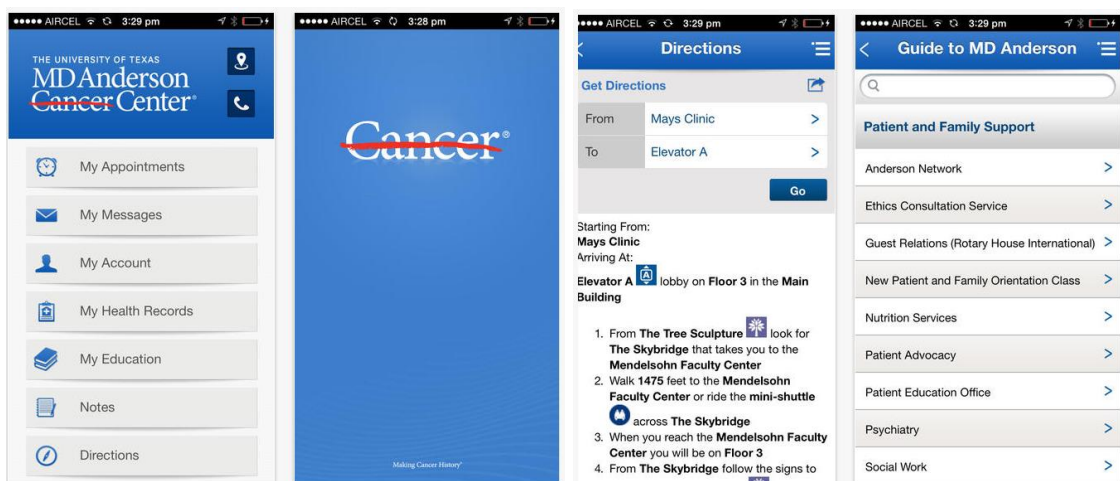 AIRCEL 3:29 pm
THE UNIVERSITY OF TEXAS
MD Anderson
Cancer Center®
My Appointments
My Messages
My Account
My Health Records
My Education
Notes
Directions
AIRCEL 3:28 pm
Cancer®
Making Cancer History®
AIRCEL 3:29 pm
Directions
Get Directions
From Mays Clinic >
To Elevator A >
Go
Starting From:
Mays Clinic
Arriving At:
Elevator A lobby on Floor 3 in the Main
Building
1. From The Tree Sculpture look for
The Skybridge that takes you to the
Mendelsohn Faculty Center
2. Walk 1475 feet to the Mendelsohn
Faculty Center or ride the mini-shuttle
across The Skybridge
3. When you reach the Mendelsohn Faculty
Center you will be on Floor 3
4. From The Skybridge follow the signs to
AIRCEL 3:29 pm
< Guide to MD Anderson
Patient and Family Support
Anderson Network >
Ethics Consultation Service >
Guest Relations (Rotary House International) >
New Patient and Family Orientation Class >
Nutrition Services >
Patient Advocacy >
Patient Education Office >
Psychiatry >
Social Work >